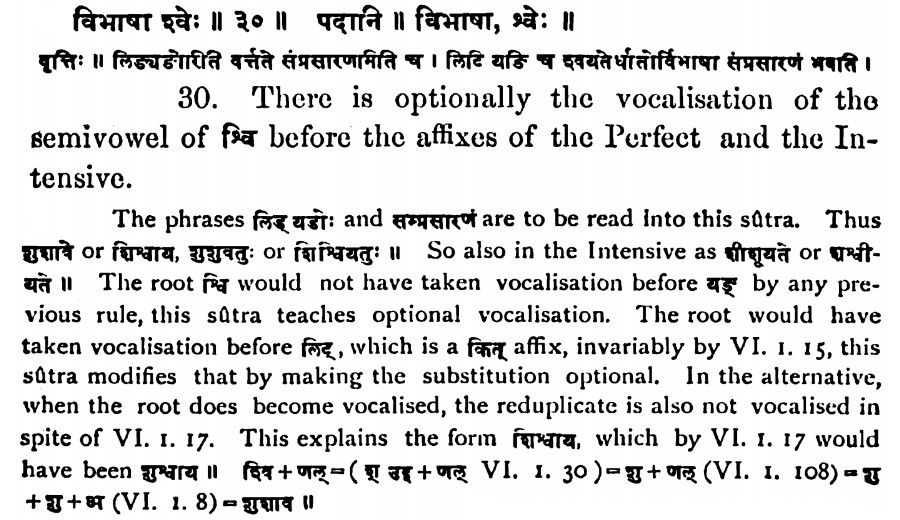 विभाषा श्वेः ॥ ३० ॥ पदानि ॥ विभाषा, श्वेः ॥
वृत्तिः ॥ लिड्यङोरिति वर्त्तते संप्रसारणमिति च । लिटि यङि च श्वयतेर्धातोर्विभाषा संप्रसारणं भवति ।
30. There is optionally the vocalisation of the
semivowel of श्वि before the affixes of the Perfect and the In-
tensive.
The phrases लिड् यङोः and सम्प्रसारणं are to be read into this sûtra. Thus
शुशाव or शिश्वाय, शुशुवतुः or शिश्वियतुः ॥ So also in the Intensive as शोशूयते or शेश्वी-
यते ॥ The root श्वि would not have taken vocalisation before यङ् by any pre-
vious rule, this sûtra teaches optional vocalisation. The root would have
taken vocalisation before लिट्, which is a कित् affix, invariably by VI. 1. 15, this
sûtra modifies that by making the substitution optional. In the alternative,
when the root does become vocalised, the reduplicate is also not vocalised in
spite of VI. 1. 17. This explains the form शिश्वाय, which by VI. 1. 17 would
have been शुश्वाय ॥ श्वि + णल् = ( श् उइ + णल् VI. 1. 30 ) = शु + णल् (VI. 1. 108) = शु
+ शु + अ (VI. 1. 8) = शुशाव ॥